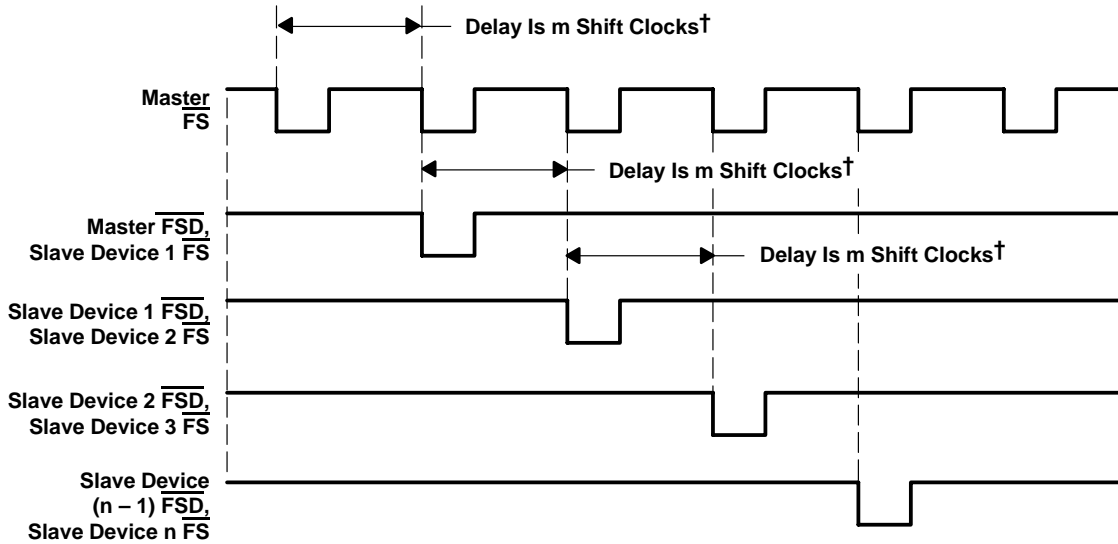 Delay Is m Shift Clocks†
Master
FS
Delay Is m Shift Clocks†
Master FSD,
Slave Device 1 FS
Delay Is m Shift Clocks†
Slave Device 1 FSD,
Slave Device 2 FS
Slave Device 2 FSD,
Slave Device 3 FS
Slave Device
(n – 1) FSD,
Slave Device n FS